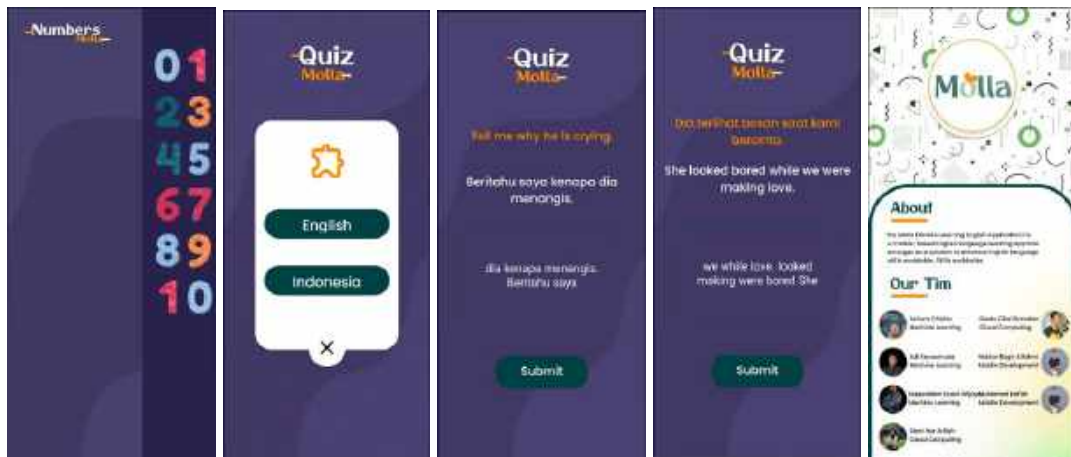 Numbers
Molla
0 1
2 3
4 5
6 7
8 9
1 0
Quiz
Molla
English
Indonesia
Quiz
Molla
Tell me why he is crying.
Beritahu saya kenapa dia
menangis.
dia kenapa menangis.
Beritahu saya
Submit
Quiz
Molla
Dia terlihat bosan saat kami
bercinta.
She looked bored while we were
making love.
we while love. looked
making were bored She
Submit
Molla
About
Our Tim
Machine Learning
Cloud Computing
Machine Learning
Mobile Development
Machine Learning
Mobile Development
Cloud Computing